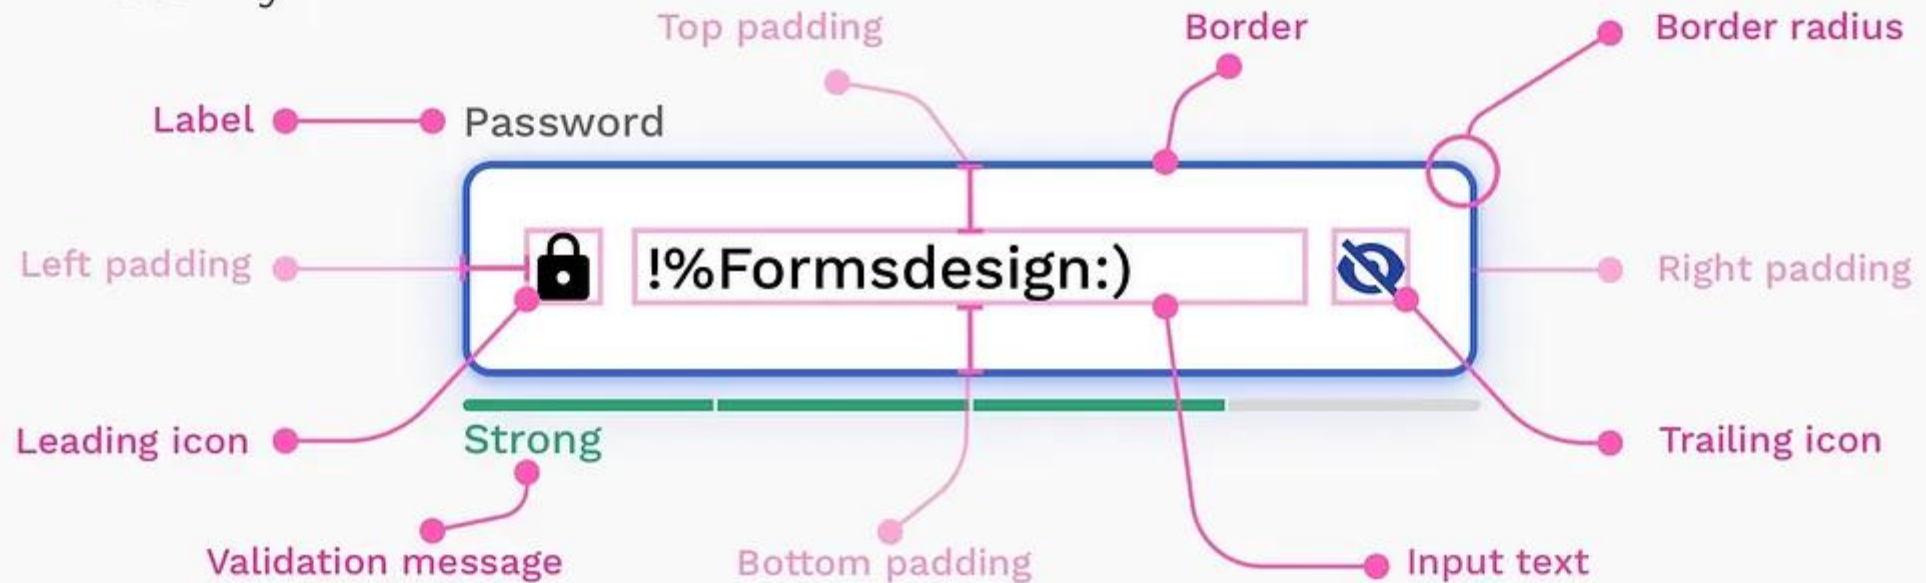 Top padding
Border
Border radius
Label
Password
Left padding
!%Formsdesign:)
Right padding
Leading icon
Strong
Trailing icon
Validation message
Bottom padding
Input text